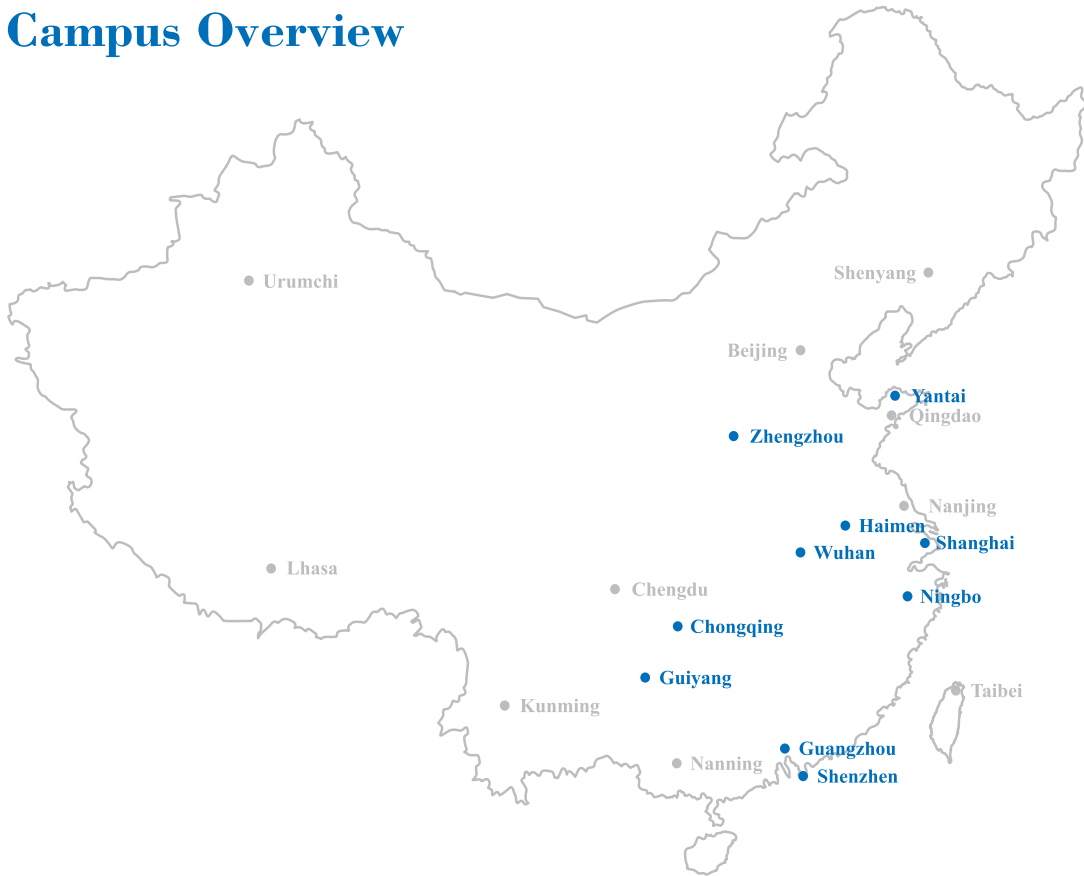 Campus Overview
Shenyang
Urumchi
Beijing
Yantai
Qingdao
Zhengzhou
Nanjing
Haimen
Shanghai
Wuhan
Lhasa
Chengdu
Ningbo
Chongqing
Guiyang
Taibei
Kunming
Guangzhou
Nanning
Shenzhen